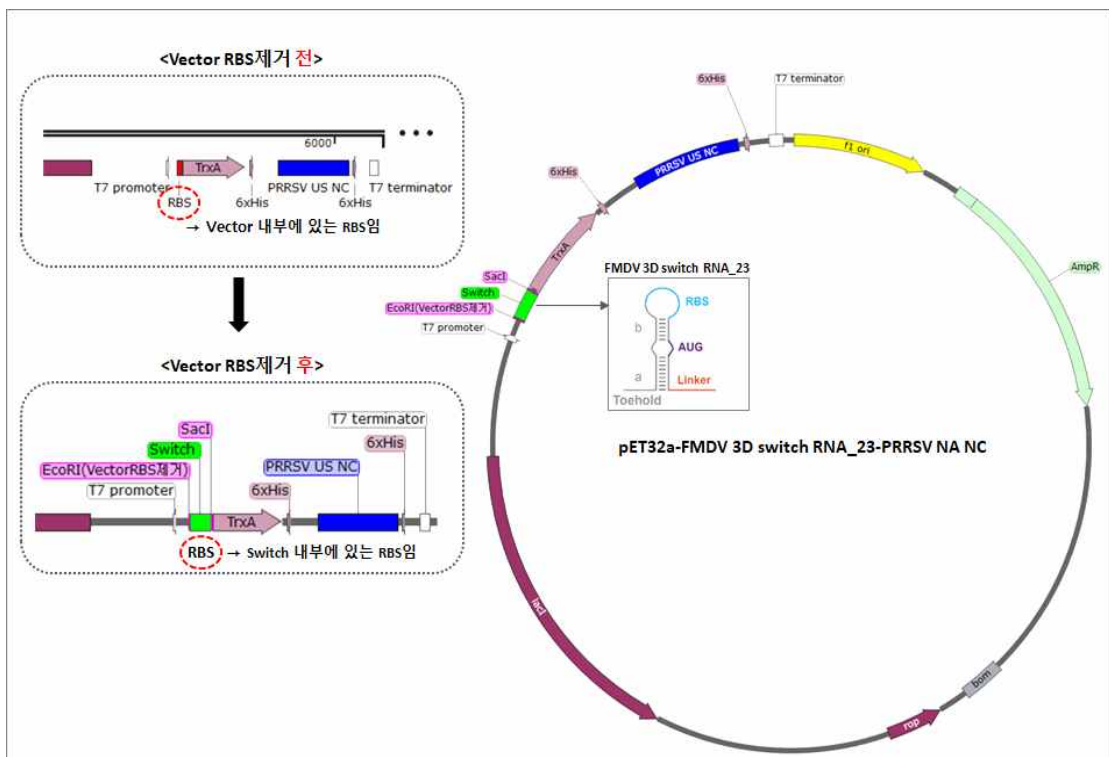 <Vector RBS제거 전>
6000
TrxA
T7 promoter
PRRSV US NC
T7 terminator
RBS
6xHis
6xHis
→ Vector 내부에 있는 RBS임
<Vector RBS제거 후>
T7 terminator
SacI
6xHis
Switch
PRRSV US NC
EcoRI(VectorRBS제거)
6xHis
T7 promoter
TrxA
RBS → Switch 내부에 있는 RBS임
6xHis
T7 terminator
f1 ori
PRRSV US NC
6xHis
AmpR
TrxA
SacI
Switch
EcoRI(VectorRBS제거)
T7 promoter
FMDV 3D switch RNA_23
RBS
b
AUG
a
Linker
Toehold
pET32a-FMDV 3D switch RNA_23-PRRSV NA NC
lacI
bom
rop